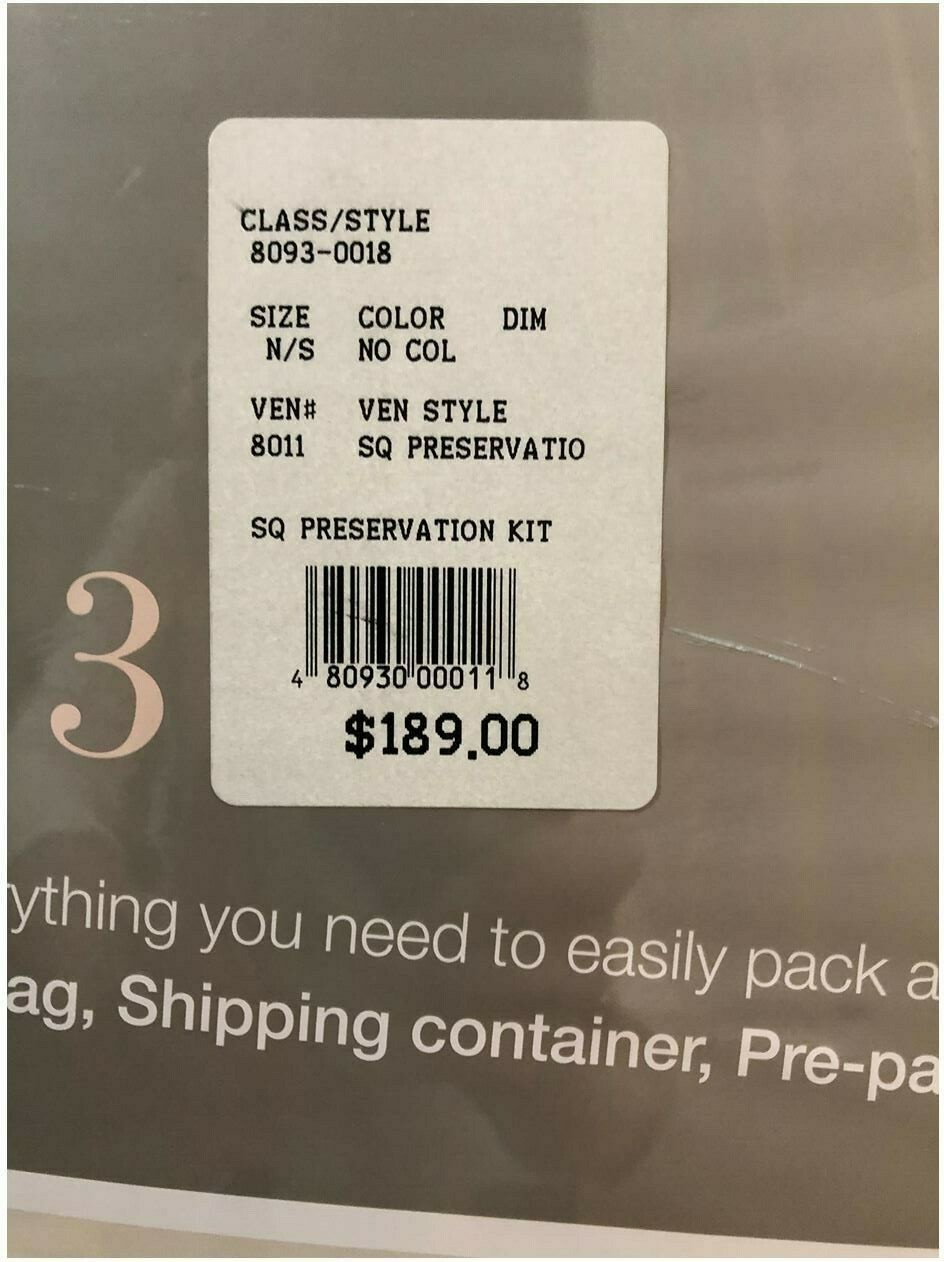 CLASS/STYLE
8093-0018
SIZE COLOR DIM
N/S NO COL
VEN# VEN STYLE
8011 SQ PRESERVATIO
SQ PRESERVATION KIT
4 80930 00011 8
$189.00
3
ything you need to easily pack a
ag, Shipping container, Pre-pa